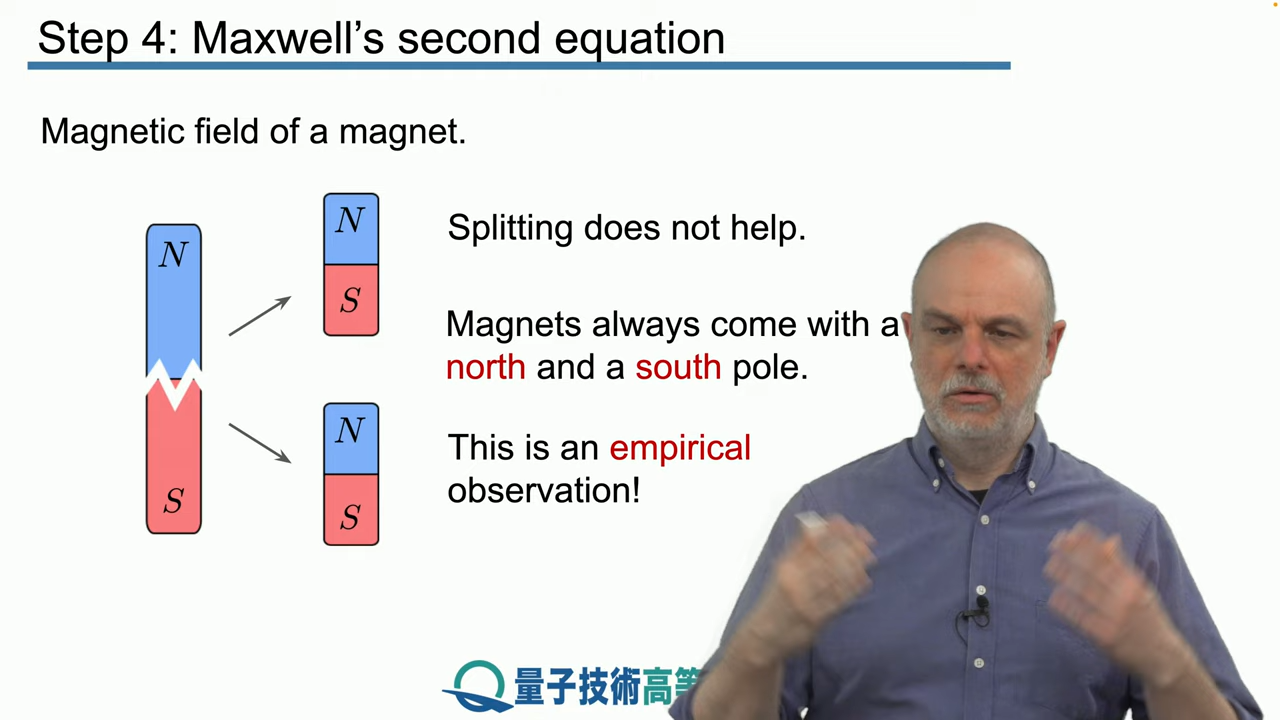 Step 4: Maxwell's second equation
Magnetic field of a magnet.
N
S
N
S
N
S
Splitting does not help.
Magnets always come with a
north and a south pole.
This is an empirical
observation!
量子技術高等